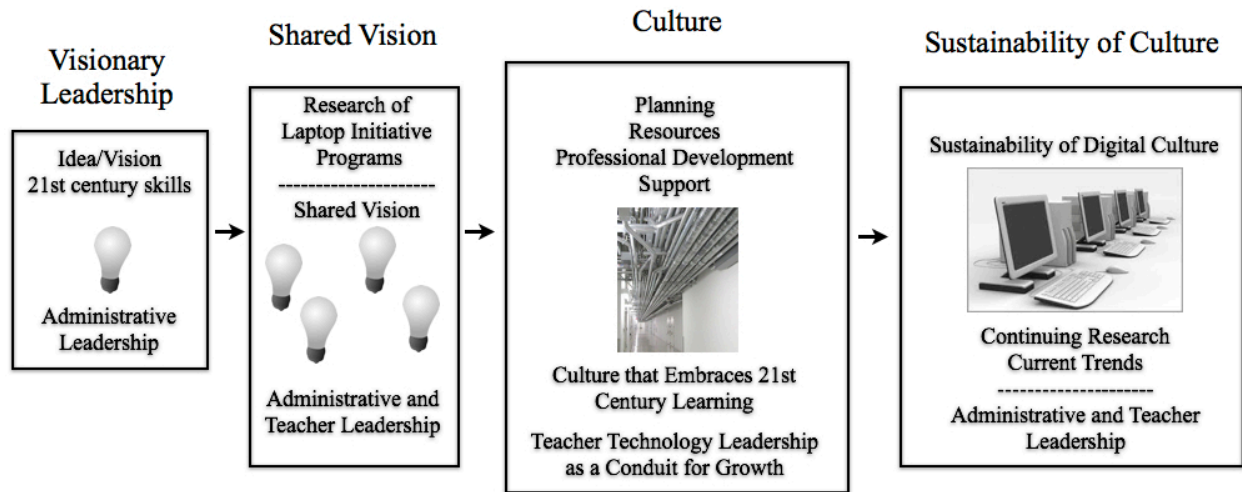 Visionary
Leadership
Idea/Vision
21st century skills
Administrative
Leadership
Shared Vision
Research of
Laptop Initiative
Programs
----------------------
Shared Vision
Administrative and
Teacher Leadership
Culture
Planning
Resources
Professional Development
Support
Culture that Embraces 21st
Century Learning
Teacher Technology Leadership
as a Conduit for Growth
Sustainability of Culture
Sustainability of Digital Culture
Continuing Research
Current Trends
----------------------
Administrative and Teacher
Leadership